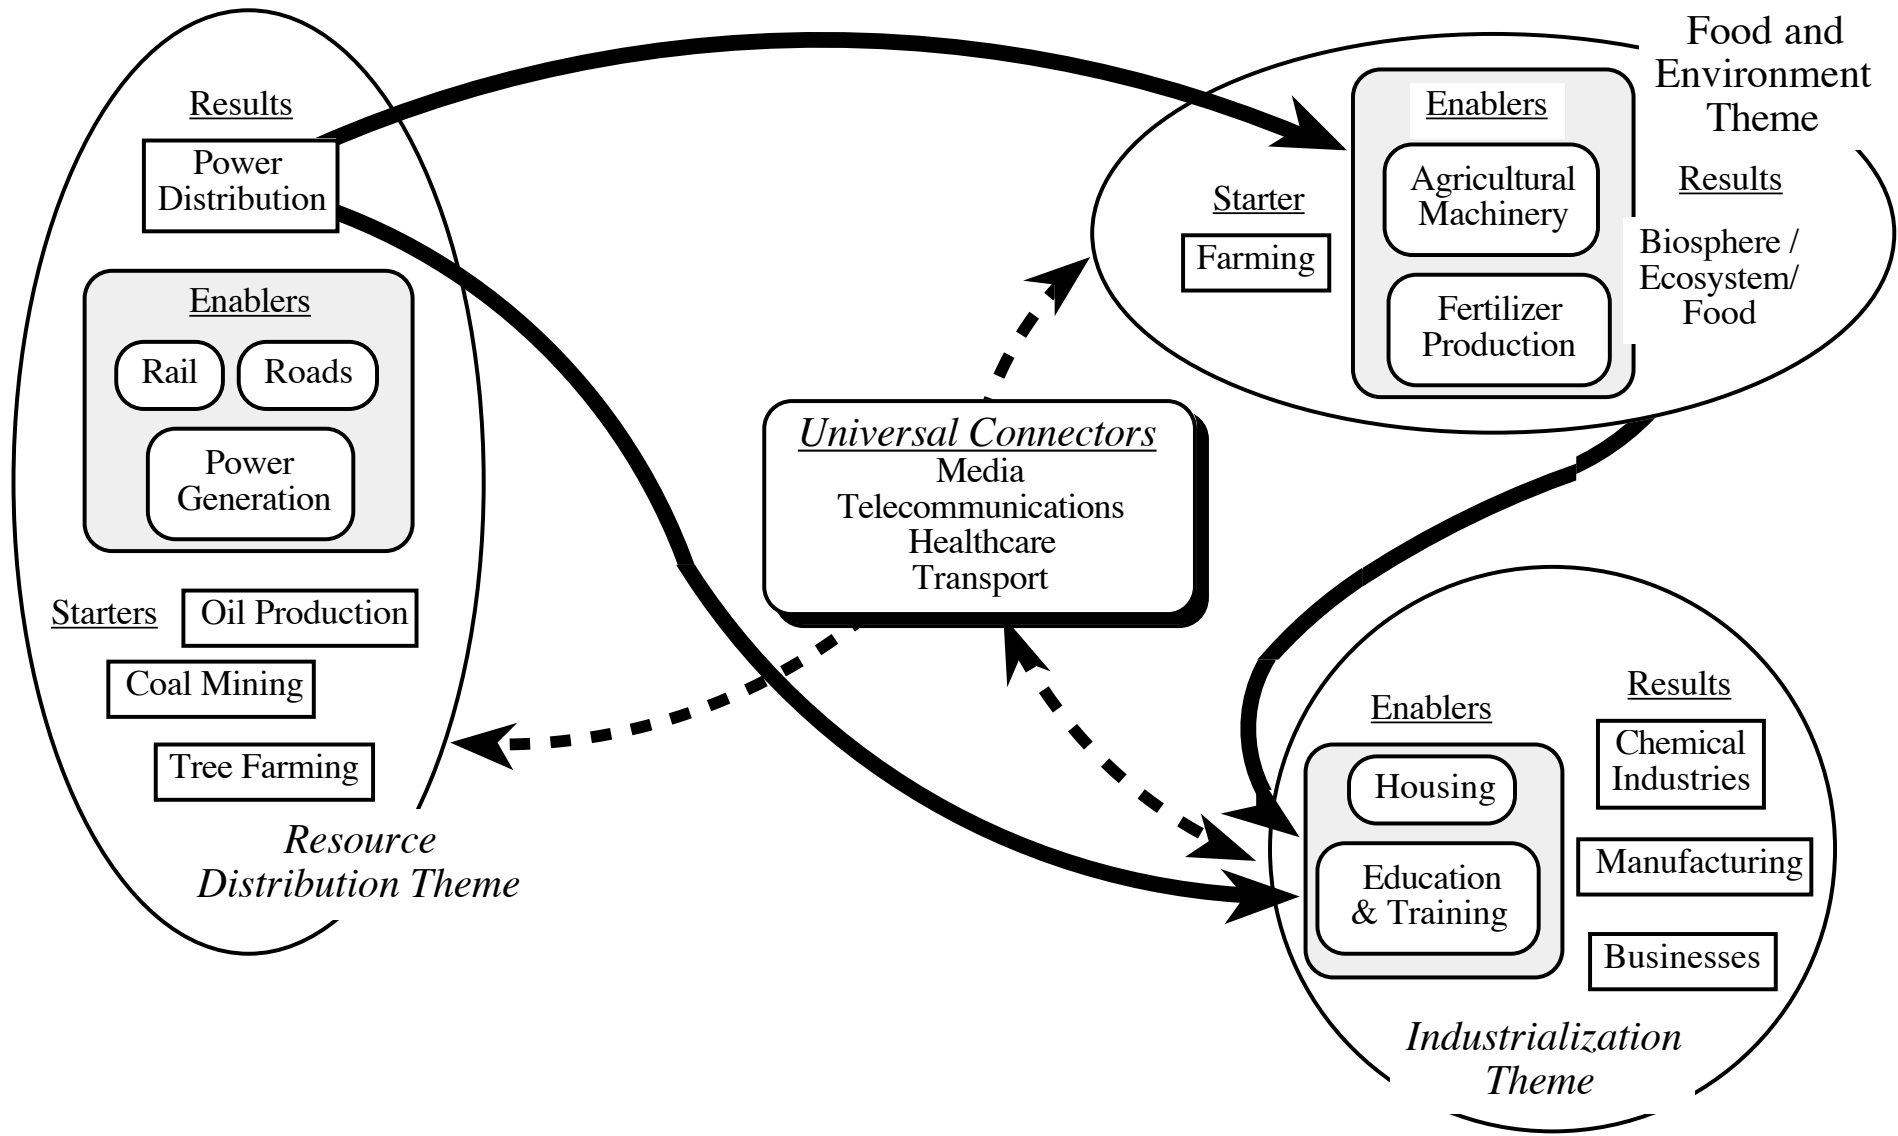 Results
Power
Distribution
Enablers
Rail
Roads
Power
Generation
Starters
Oil Production
Coal Mining
Tree Farming
Resource
Distribution Theme
Universal Connectors
Media
Telecommunications
Healthcare
Transport
Food and
Environment
Theme
Starter
Farming
Enablers
Agricultural
Machinery
Fertilizer
Production
Results
Biosphere /
Ecosystem/
Food
Enablers
Housing
Education
& Training
Results
Chemical
Industries
Manufacturing
Businesses
Industrialization
Theme